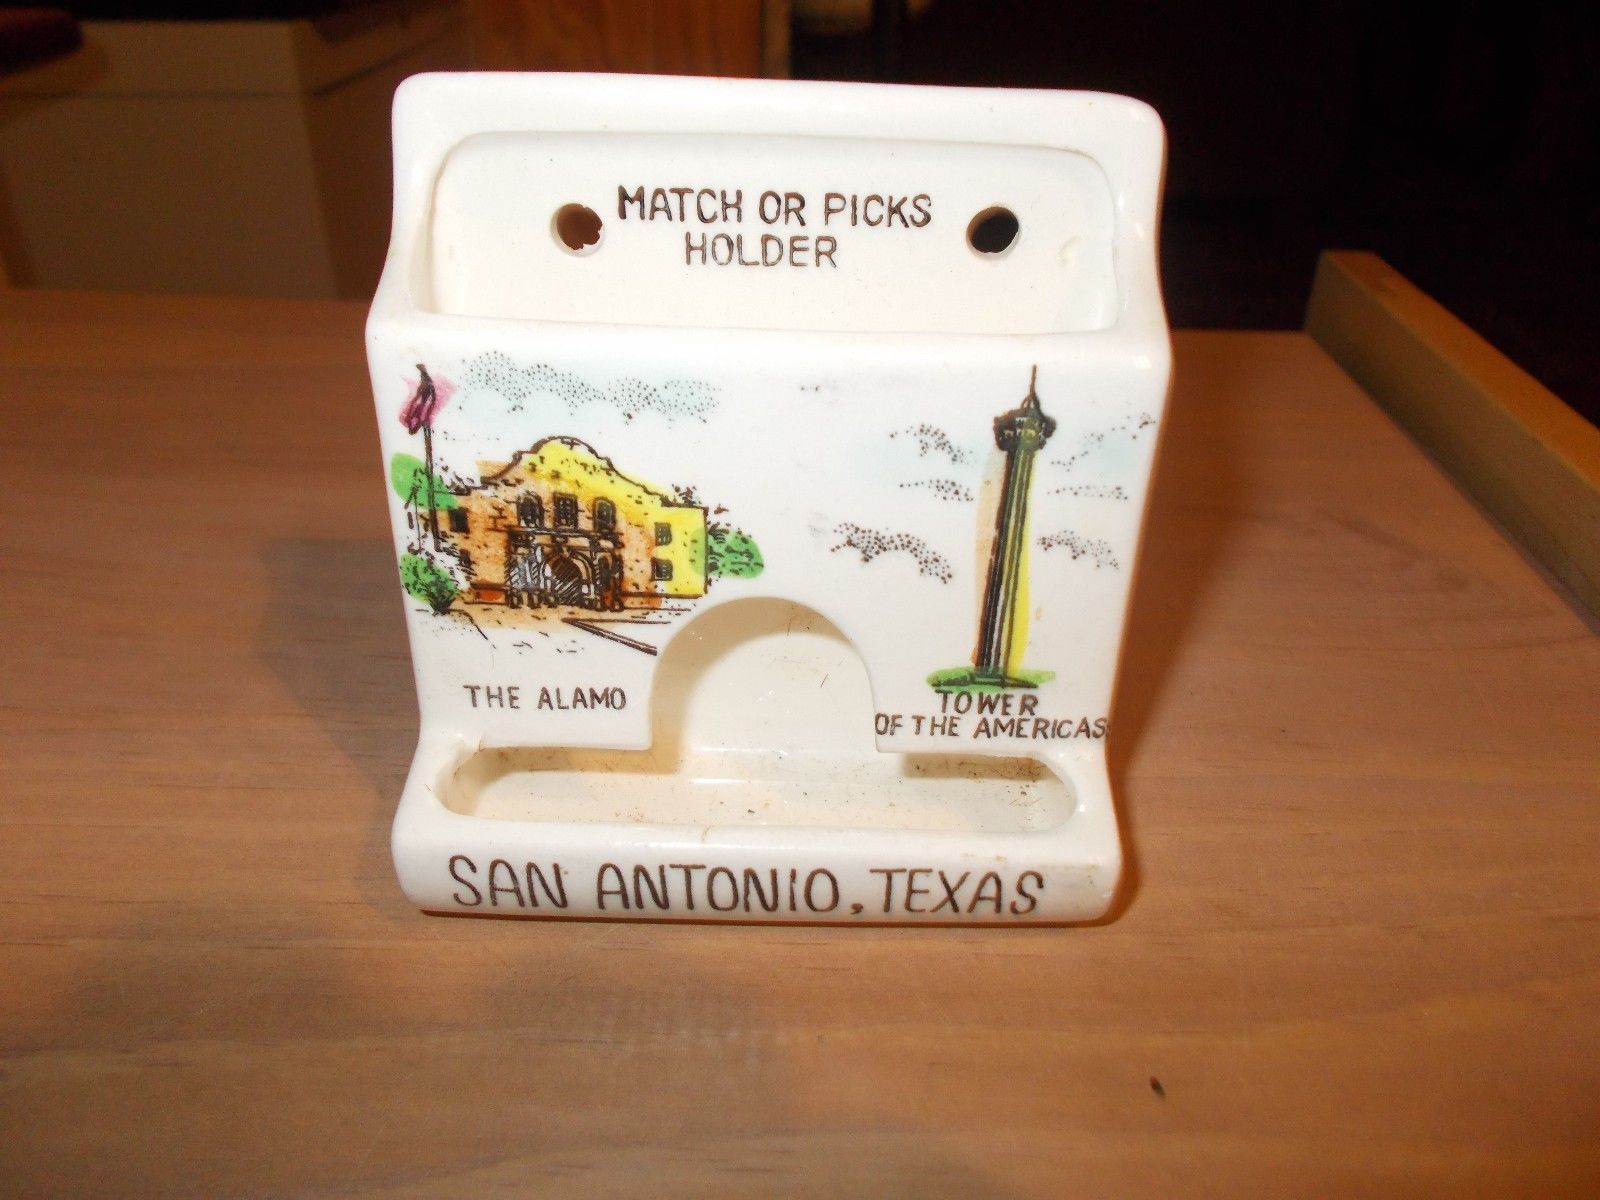 MATCH OR PICKS
HOLDER
THE ALAMO
TOWER
OF THE AMERICAS
SAN ANTONIO, TEXAS